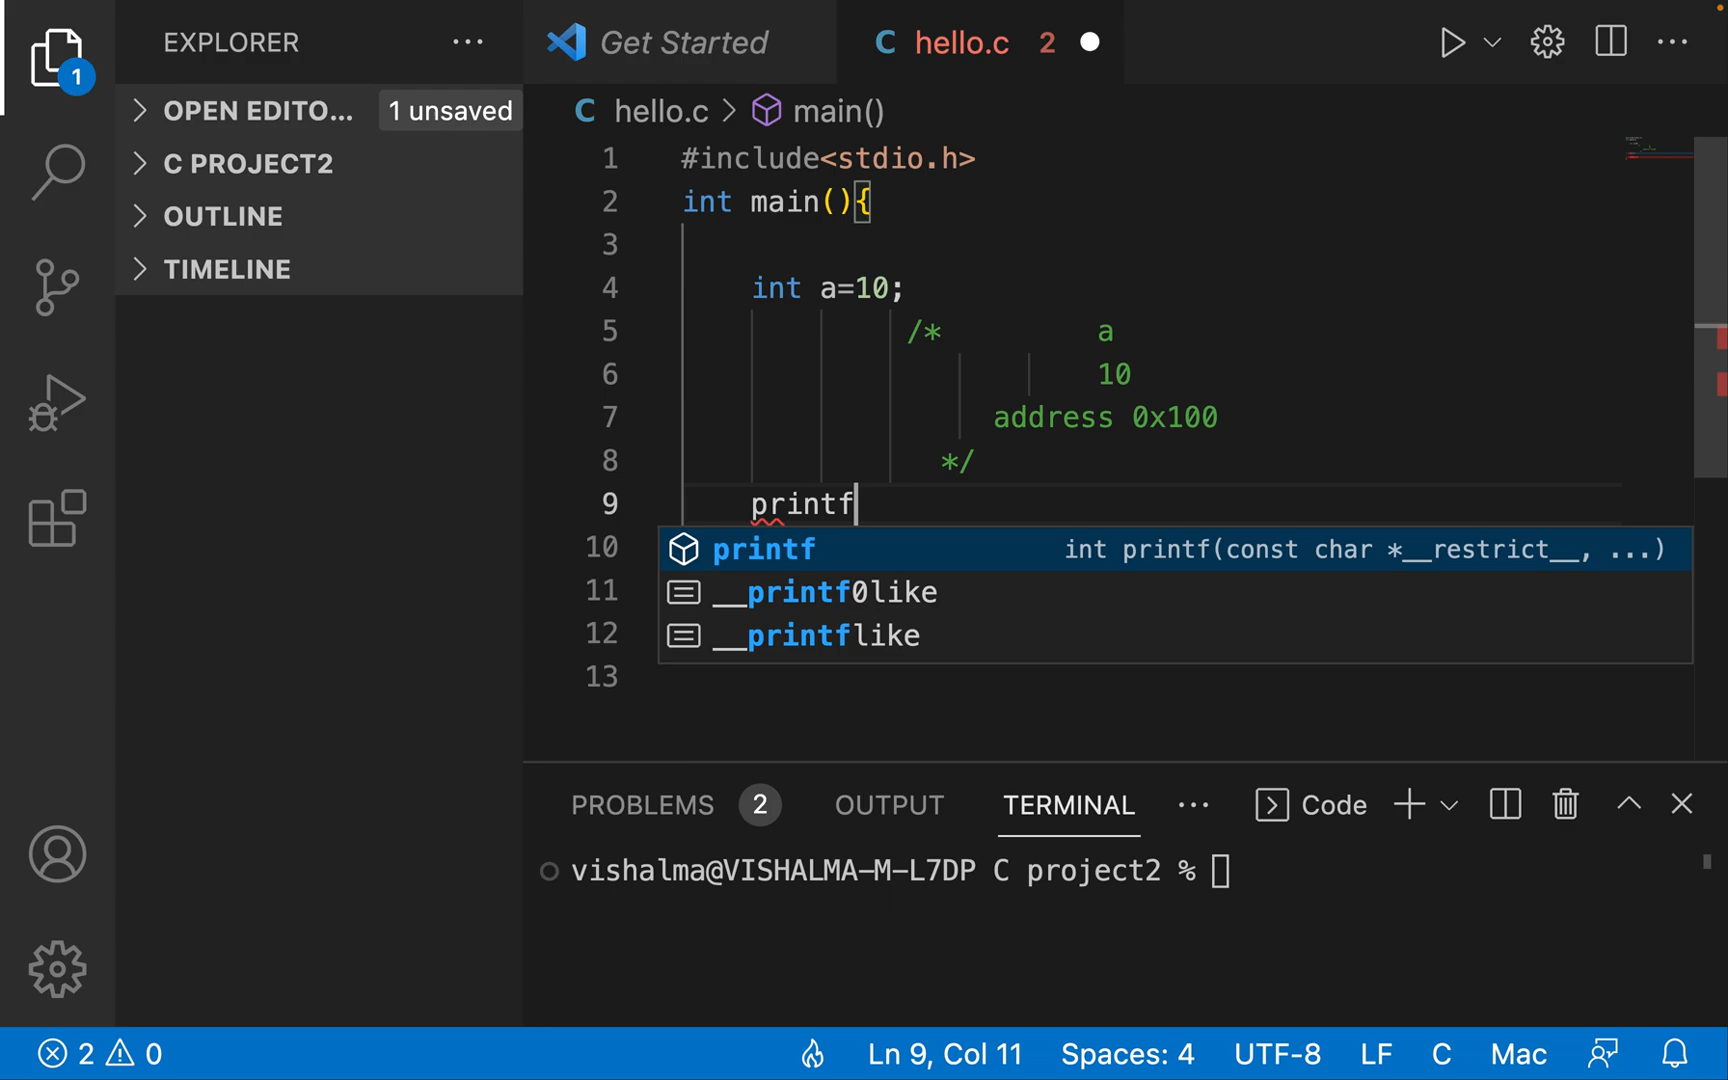 EXPLORER
1
OPEN EDITO... 1 unsaved
C PROJECT2
OUTLINE
TIMELINE
Get Started
C hello.c 2
C hello.c > main()
1 #include<stdio.h>
2 int main(){
3
4 int a=10;
5 /* a
6 10
7 address 0x100
8 */
9 printf
10 printf int printf(const char *__restrict__, ...)
11 __printf0like
12 __printflike
13
PROBLEMS 2 OUTPUT TERMINAL ... Code
vishalma@VISHALMA-M-L7DP C project2 %
2 0 Ln 9, Col 11 Spaces: 4 UTF-8 LF C Mac